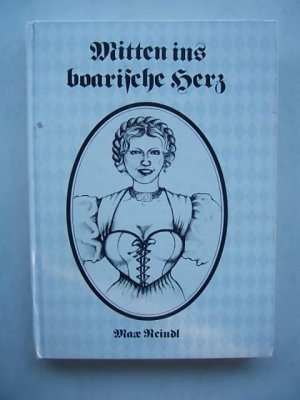 Mitten ins
boarische Herz
Max Reindl